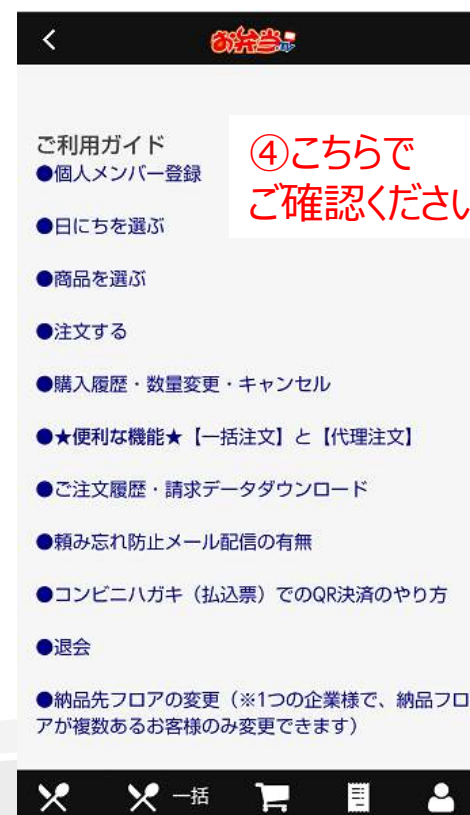 お弁当.TV
ご利用ガイド
④こちらで
ご確認くださ
●個人メンバー登録
●日にちを選ぶ
●商品を選ぶ
●注文する
●購入履歴・数量変更・キャンセル
●★便利な機能★【一括注文】と【代理注文】
●ご注文履歴・請求データダウンロード
●頼み忘れ防止メール配信の有無
●コンビニハガキ（払込票）でのQR決済のやり方
●退会
●納品先フロアの変更（※1つの企業様で、納品フロ
アが複数あるお客様のみ変更できます）
一括